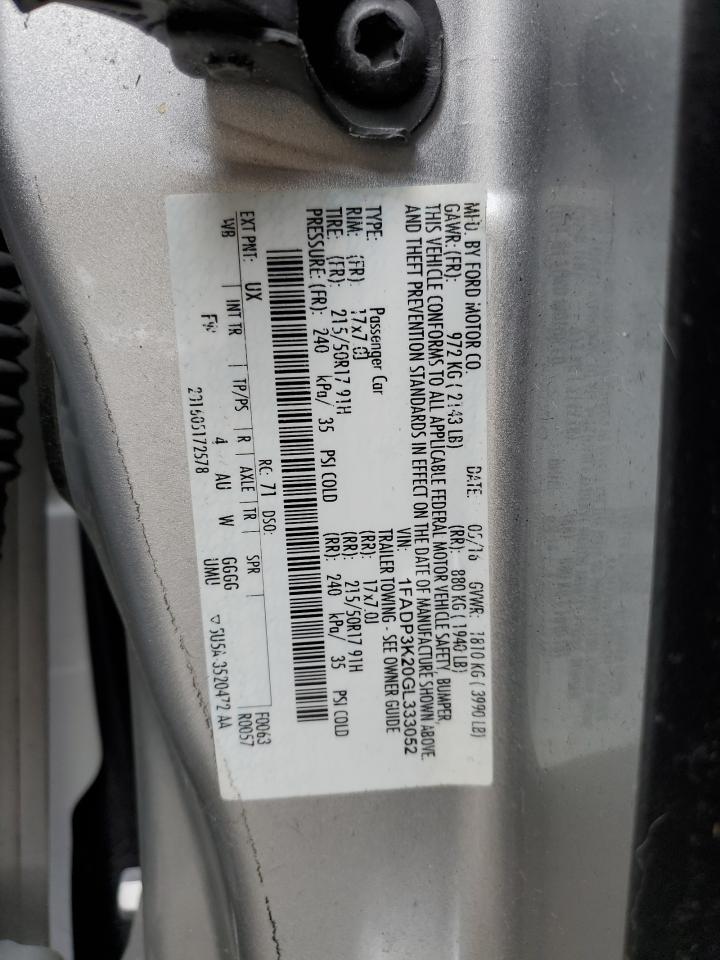 MFD. BY FORD MOTOR CO. DATE: 05/16 GVWR: 1810 KG ( 3990 LB)
GAWR: (FR): 972 KG ( 2143 LB) (RR): 880 KG ( 1940 LB)
THIS VEHICLE CONFORMS TO ALL APPLICABLE FEDERAL MOTOR VEHICLE SAFETY, BUMPER,
AND THEFT PREVENTION STANDARDS IN EFFECT ON THE DATE OF MANUFACTURE SHOWN ABOVE.
VIN: 1FADP3K20GL333052
TYPE: Passenger Car TRAILER TOWING - SEE OWNER GUIDE
RIM: (FR): 17x7.0J (RR): 17x7.0J
TIRE: (FR): 215/50R17 91H (RR): 215/50R17 91H
PRESSURE: (FR): 240 kPa/ 35 PSI COLD (RR): 240 kPa/ 35 PSI COLD
F0063
RC: 71 DSO: R0057
EXT PNT: UX
WB INT TR TP/PS R AXLE TR SPR
FW 4 AU W GGGG
231605172578 UMU ▽ 5U5A-3520472 AA